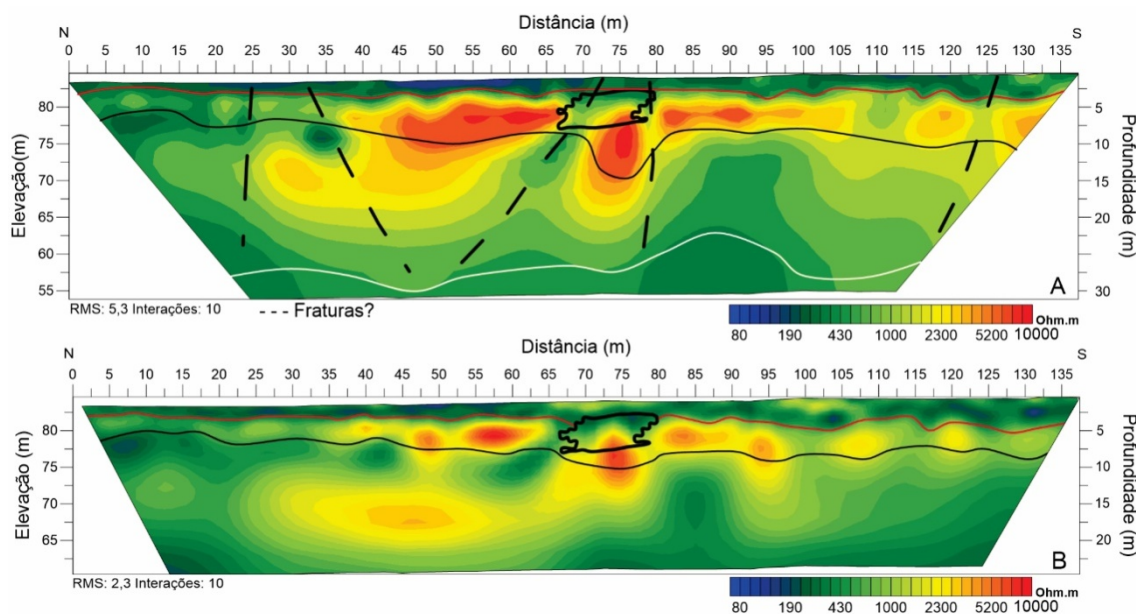 Distância (m)
N
S
0 5 10 15 20 25 30 35 40 45 50 55 60 65 70 75 80 85 90 95 100 105 110 115 120 125 130 135
Elevação(m)
80
75
70
65
60
55
5
10
15
20
25
30
Profundidade (m)
A
RMS: 5,3 Interações: 10
--- Fraturas?
80 190 430 1000 2300 5200 10000
Ohm.m
Distância (m)
N
S
0 5 10 15 20 25 30 35 40 45 50 55 60 65 70 75 80 85 90 95 100 105 110 115 120 125 130 135
Elevação (m)
80
75
70
65
5
10
15
20
Profundidade (m)
B
RMS: 2,3 Interações: 10
80 190 430 1000 2300 5200 10000
Ohm.m